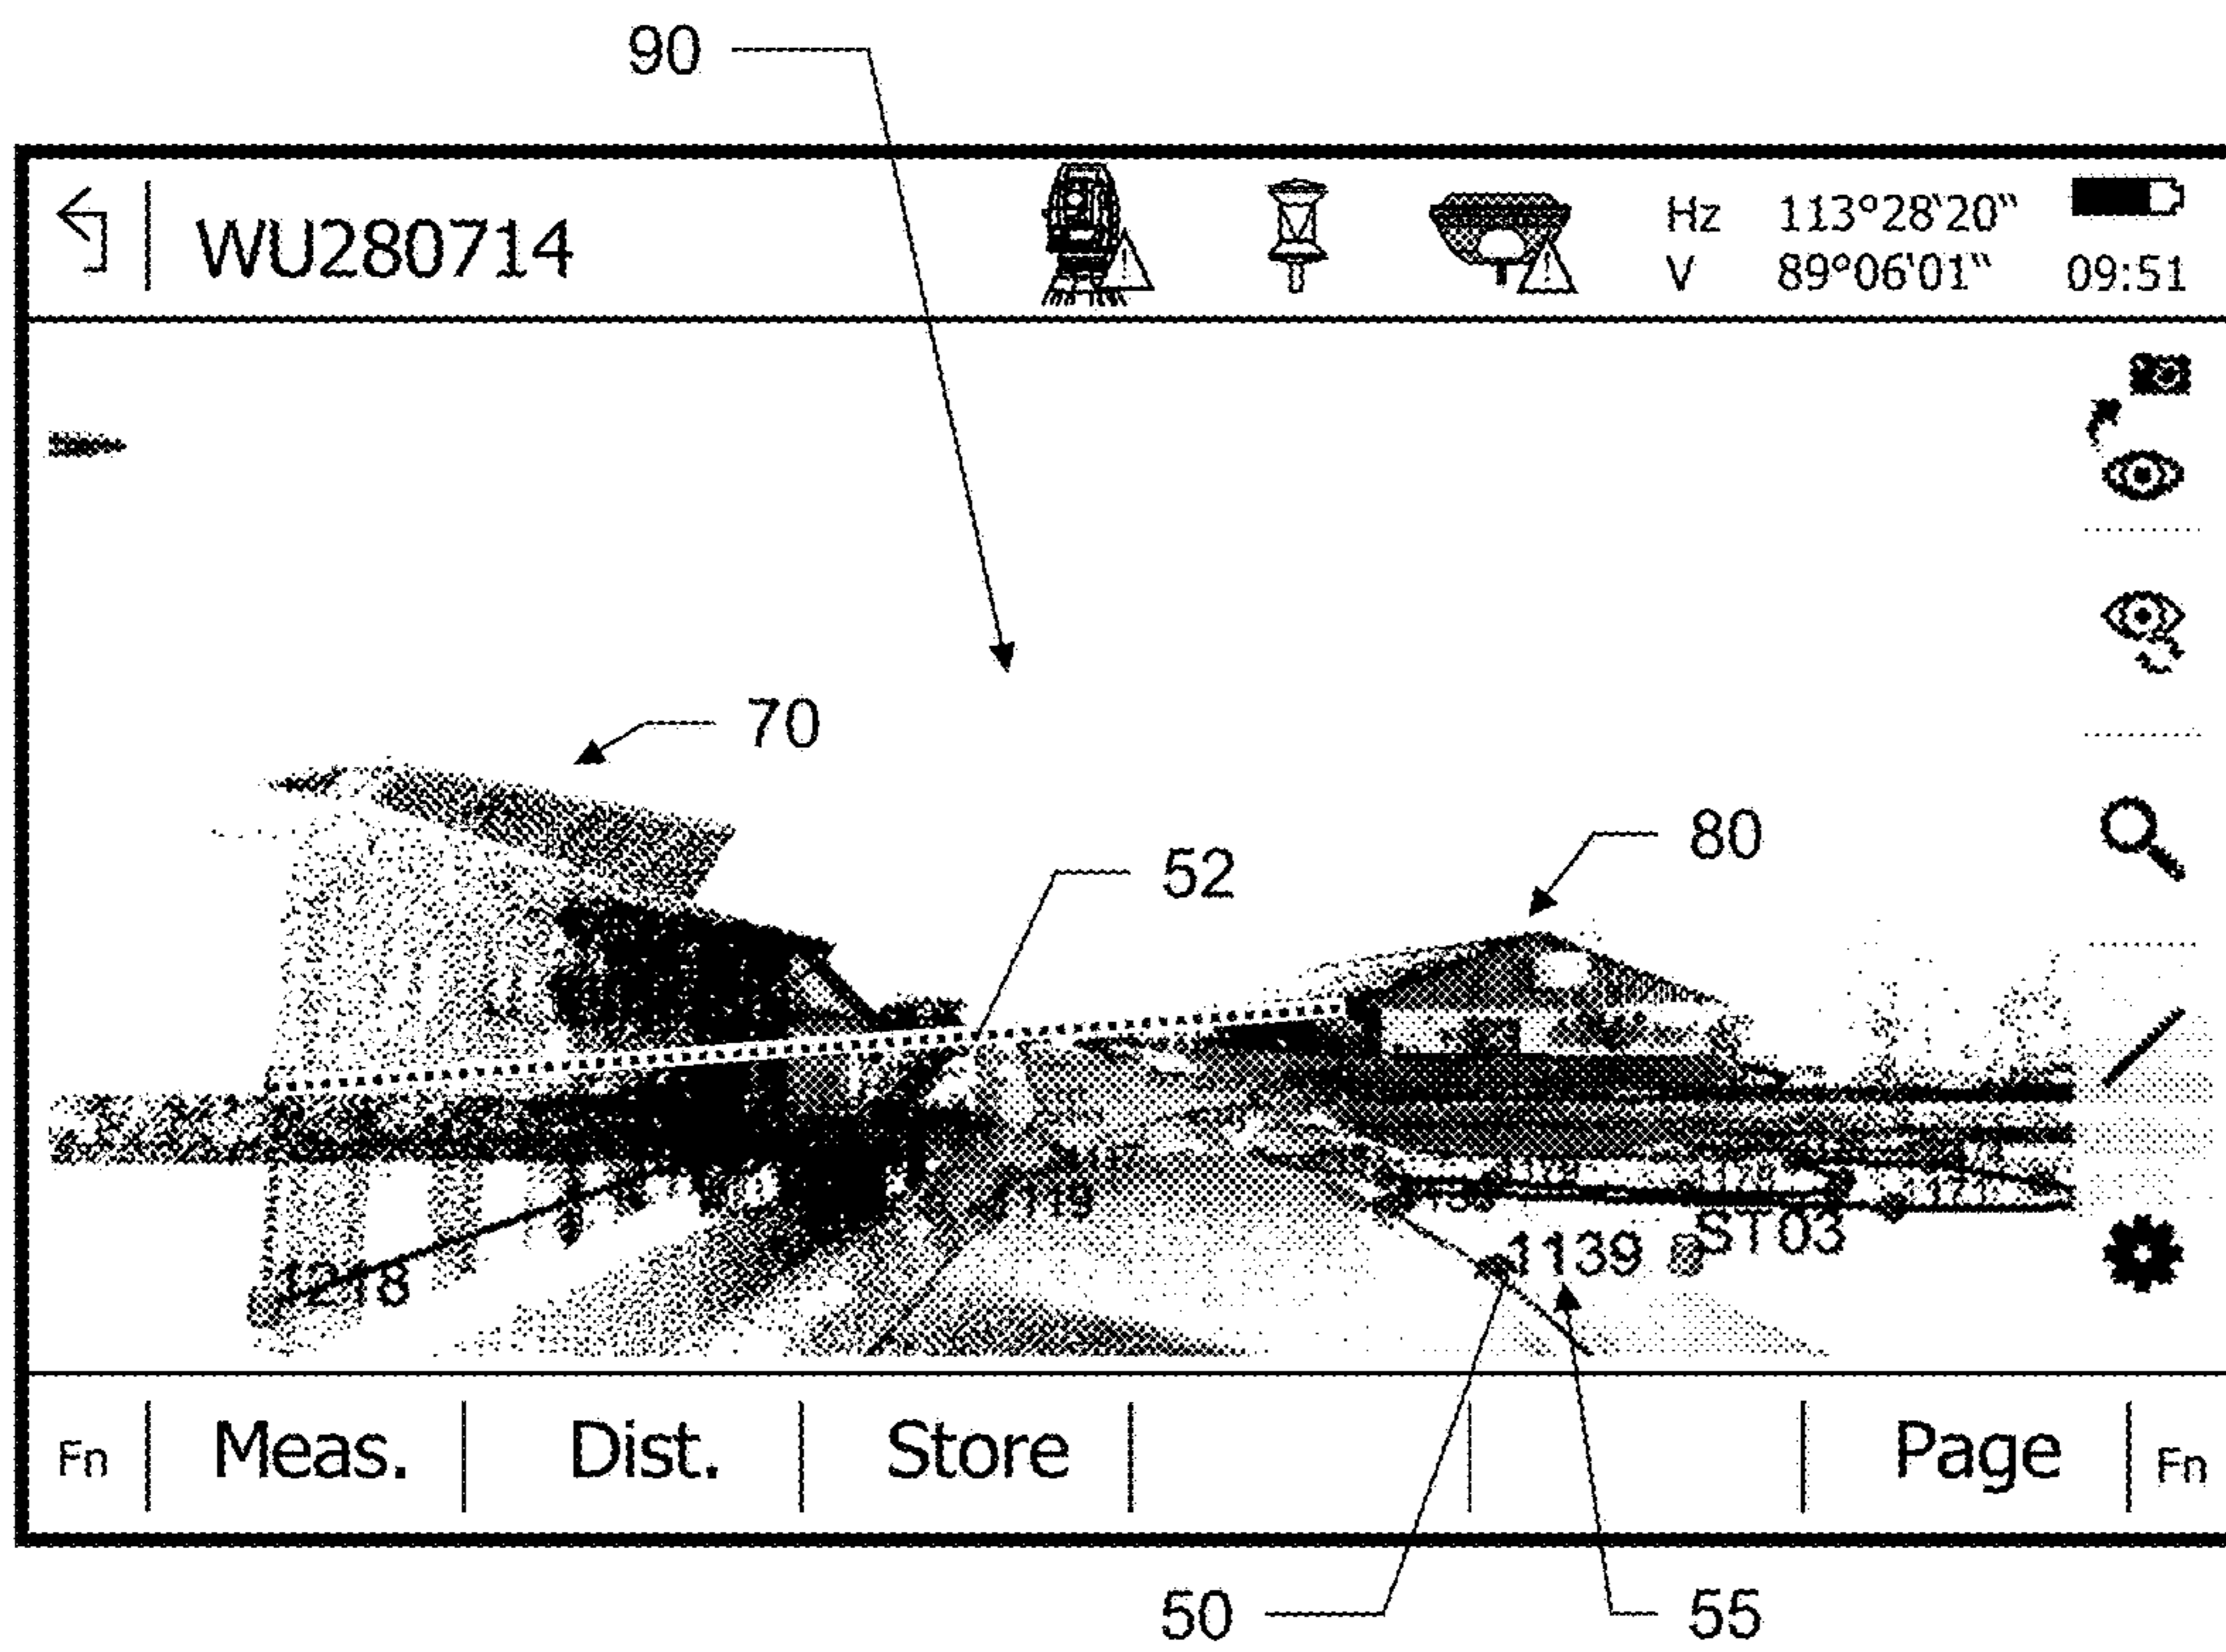 90
WU280714
Hz 113°28'20"
V 89°06'01"
09:51
70
80
52
1139
ST03
1218
Fn
Meas.
Dist.
Store
Page
Fn
50
55